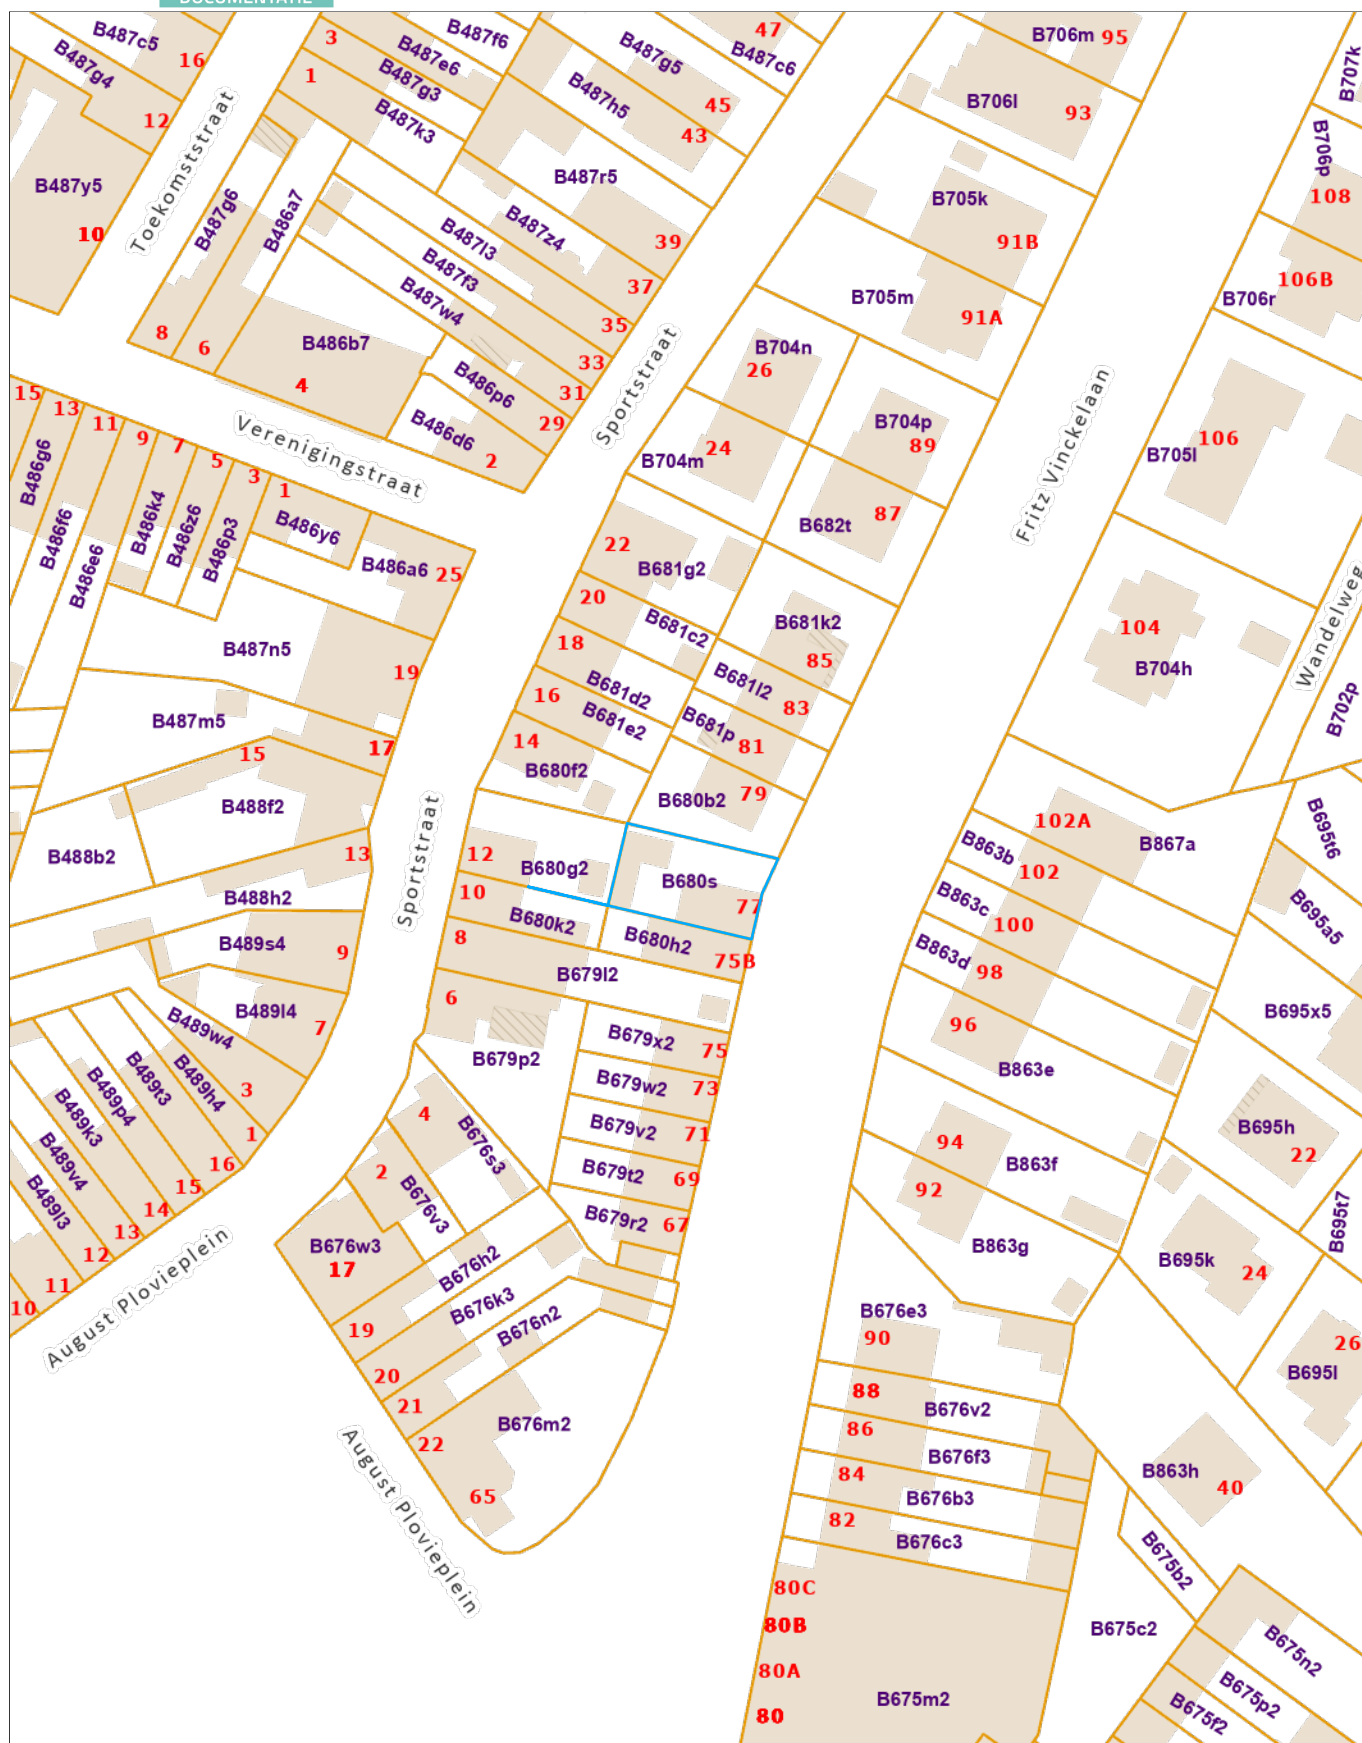 DOCUMENTATIE
B487c5
16
B487g4
12
B487y5
10
Toekomststraat
3
1
B487f6
B487e6
B487g3
B487k3
B487g5
B487h5
47
B487c6
45
43
B487r5
B487z4
39
37
B487l3
B487f3
B487w4
35
33
31
29
B487g6
B486a7
8
6
B486b7
4
B486p6
B486d6
2
Sportstraat
Verenigingstraat
B706m
95
B706l
93
B705k
91B
B705m
91A
B707k
B706p
108
106B
B706r
B704n
26
24
B704m
B704p
89
87
B682t
Fritz Vinckelaan
106
B705l
104
B704h
Wandelweg
B702p
15
13
11
9
7
5
3
1
B486g6
B486f6
B486e6
B486k4
B486z6
B486p3
B486y6
B486a6
25
B487n5
19
B487m5
17
15
B488f2
B488b2
13
B488h2
B489s4
9
B489l4
7
B489w4
3
B489h4
1
B489t3
16
B489p4
15
B489k3
14
B489v4
13
B489l3
12
11
10
August Plovieplein
22
B681g2
20
B681c2
18
B681d2
16
B681e2
14
B680f2
B681k2
85
B681l2
83
B681p
81
B680b2
79
Sportstraat
12
B680g2
10
B680k2
8
B680s
77
B680h2
75B
B679l2
6
B679p2
B679x2
75
B679w2
73
B679v2
71
B679t2
69
B679r2
67
4
B676s3
2
B676v3
B676w3
17
B676h2
19
B676k3
20
B676n2
21
22
B676m2
65
August Plovieplein
102A
B867a
B863b
102
B863c
100
B863d
98
96
B863e
94
B863f
92
B863g
B695t6
B695a5
B695x5
B695h
22
B695t7
B695k
24
26
B695l
B676e3
90
88
B676v2
86
B676f3
84
B676b3
82
B676c3
80C
80B
80A
80
B675m2
B863h
40
B675b2
B675c2
B675n2
B675p2
B675f2